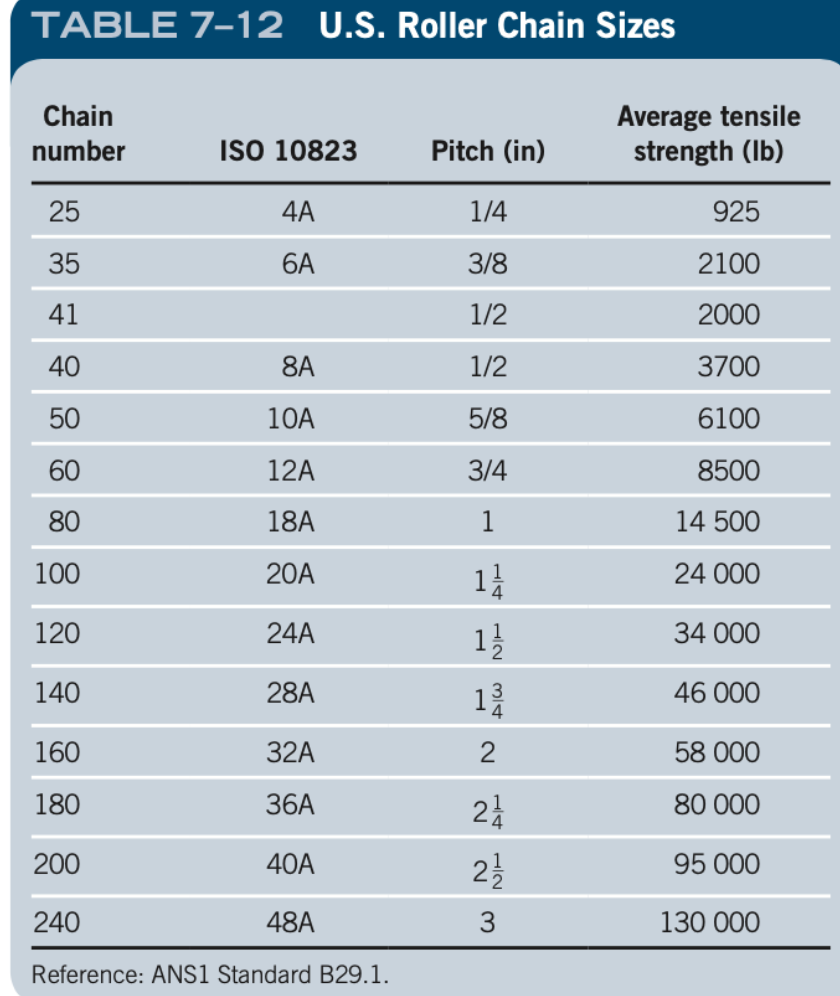 TABLE 7–12 U.S. Roller Chain Sizes
Chain number ISO 10823 Pitch (in) Average tensile strength (lb)
25 4A 1/4 925
35 6A 3/8 2100
41 1/2 2000
40 8A 1/2 3700
50 10A 5/8 6100
60 12A 3/4 8500
80 18A 1 14 500
100 20A 1 1/4 24 000
120 24A 1 1/2 34 000
140 28A 1 3/4 46 000
160 32A 2 58 000
180 36A 2 1/4 80 000
200 40A 2 1/2 95 000
240 48A 3 130 000
Reference: ANS1 Standard B29.1.